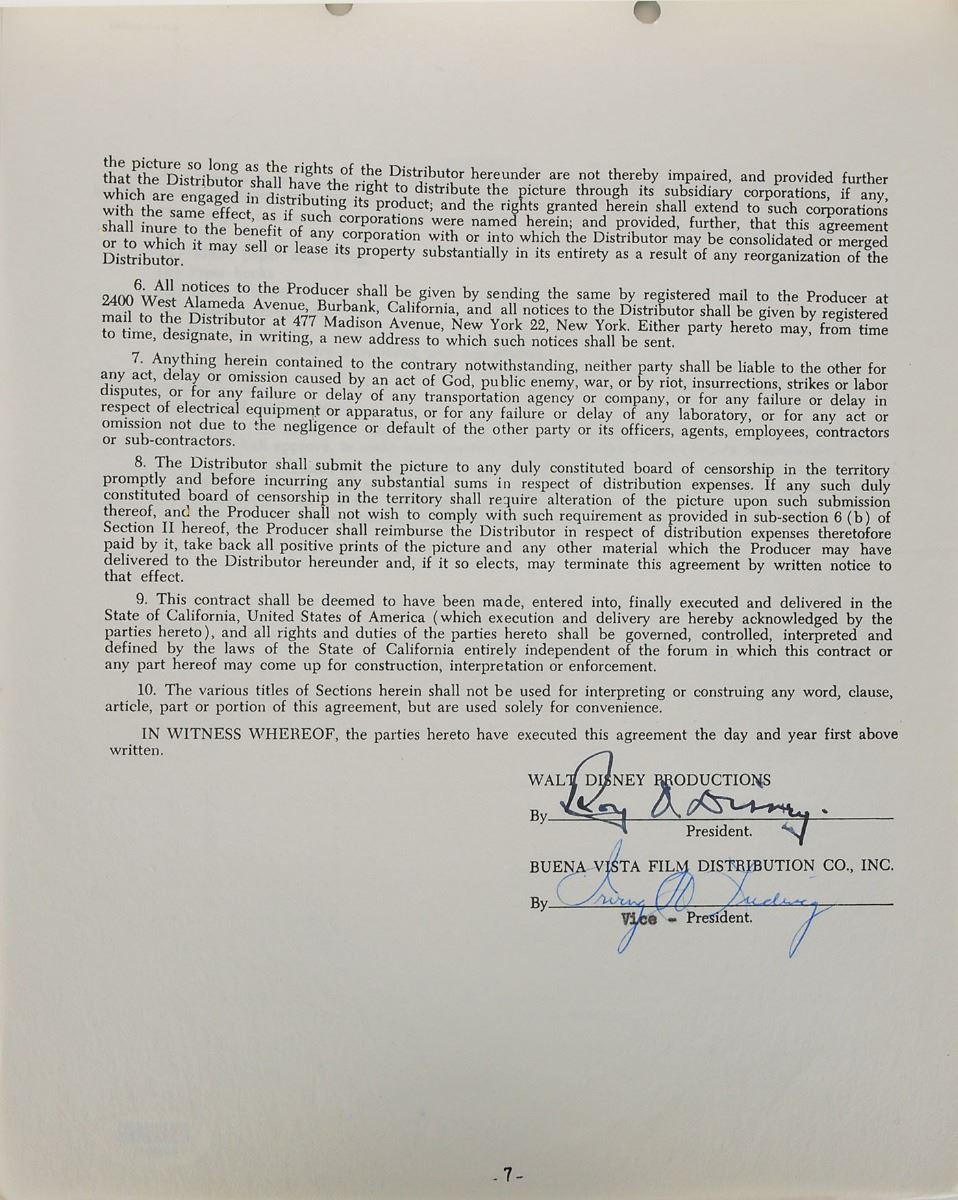 the picture so long as the rights of the Distributor hereunder are not thereby impaired, and provided further
that the Distributor shall have the right to distribute the picture through its subsidiary corporations, if any,
which are engaged in distributing its product; and the rights granted herein shall extend to such corporations
with the same effect, as if such corporations were named herein; and provided, further, that this agreement
shall inure to the benefit of any corporation with or into which the Distributor may be consolidated or merged
or to which it may sell or lease its property substantially in its entirety as a result of any reorganization of the
Distributor.
6. All notices to the Producer shall be given by sending the same by registered mail to the Producer at
2400 West Alameda Avenue, Burbank, California, and all notices to the Distributor shall be given by registered
mail to the Distributor at 477 Madison Avenue, New York 22, New York. Either party hereto may, from time
to time, designate, in writing, a new address to which such notices shall be sent.
7. Anything herein contained to the contrary notwithstanding, neither party shall be liable to the other for
any act, delay or omission caused by an act of God, public enemy, war, or by riot, insurrections, strikes or labor
disputes, or for any failure or delay of any transportation agency or company, or for any failure or delay in
respect of electrical equipment or apparatus, or for any failure or delay of any laboratory, or for any act or
omission not due to the negligence or default of the other party or its officers, agents, employees, contractors
or sub-contractors.
8. The Distributor shall submit the picture to any duly constituted board of censorship in the territory
promptly and before incurring any substantial sums in respect of distribution expenses. If any such duly
constituted board of censorship in the territory shall require alteration of the picture upon such submission
thereof, and the Producer shall not wish to comply with such requirement as provided in sub-section 6 (b) of
Section II hereof, the Producer shall reimburse the Distributor in respect of distribution expenses theretofore
paid by it, take back all positive prints of the picture and any other material which the Producer may have
delivered to the Distributor hereunder and, if it so elects, may terminate this agreement by written notice to
that effect.
9. This contract shall be deemed to have been made, entered into, finally executed and delivered in the
State of California, United States of America (which execution and delivery are hereby acknowledged by the
parties hereto), and all rights and duties of the parties hereto shall be governed, controlled, interpreted and
defined by the laws of the State of California entirely independent of the forum in which this contract or
any part hereof may come up for construction, interpretation or enforcement.
10. The various titles of Sections herein shall not be used for interpreting or construing any word, clause,
article, part or portion of this agreement, but are used solely for convenience.
IN WITNESS WHEREOF, the parties hereto have executed this agreement the day and year first above
written.
WALT DISNEY PRODUCTIONS
By Roy O Disney.
President.
BUENA VISTA FILM DISTRIBUTION CO., INC.
By Irving H Ludwig
Vice - President.
- 7 -